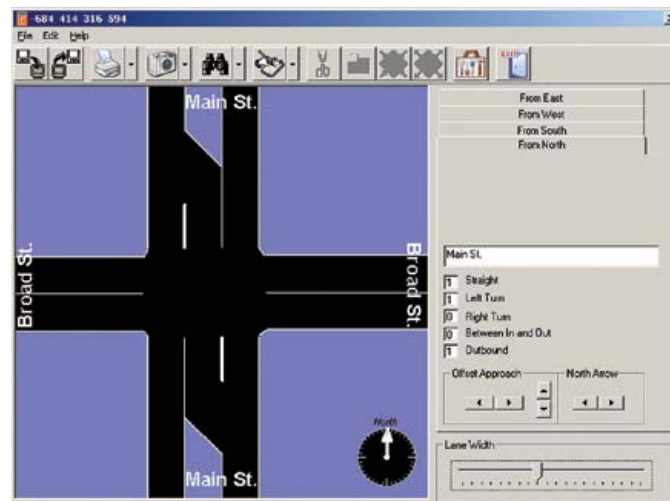 -684 414 316 594
File Edit Help
EXIT
Main St.
Broad St.
Broad St.
North
Main St.
From East
From West
From South
From North
Main St.
1 Straight
1 Left Turn
0 Right Turn
0 Between In and Out
1 Outbound
Offset Approach
North Arrow
Lane Width